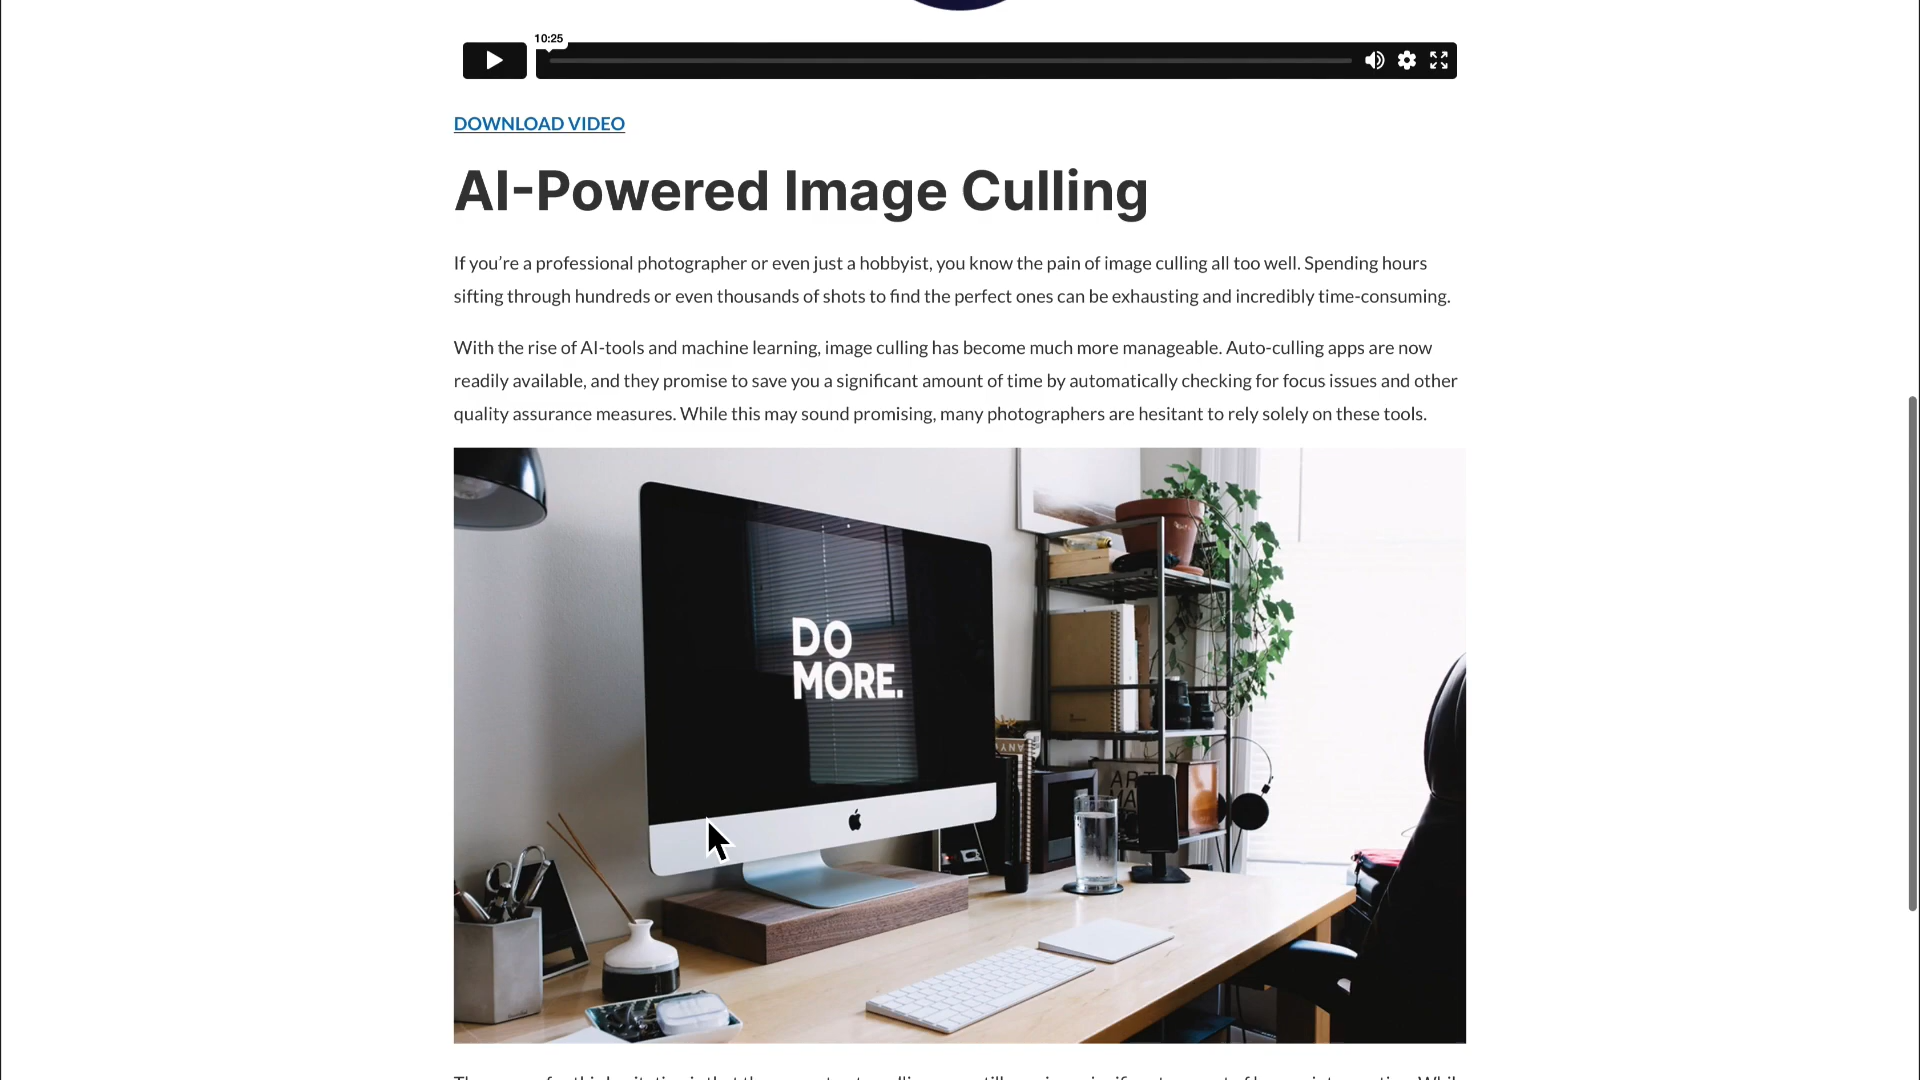 10:25
DOWNLOAD VIDEO
AI-Powered Image Culling
If you’re a professional photographer or even just a hobbyist, you know the pain of image culling all too well. Spending hours
sifting through hundreds or even thousands of shots to find the perfect ones can be exhausting and incredibly time-consuming.
With the rise of AI-tools and machine learning, image culling has become much more manageable. Auto-culling apps are now
readily available, and they promise to save you a significant amount of time by automatically checking for focus issues and other
quality assurance measures. While this may sound promising, many photographers are hesitant to rely solely on these tools.
DO
MORE.